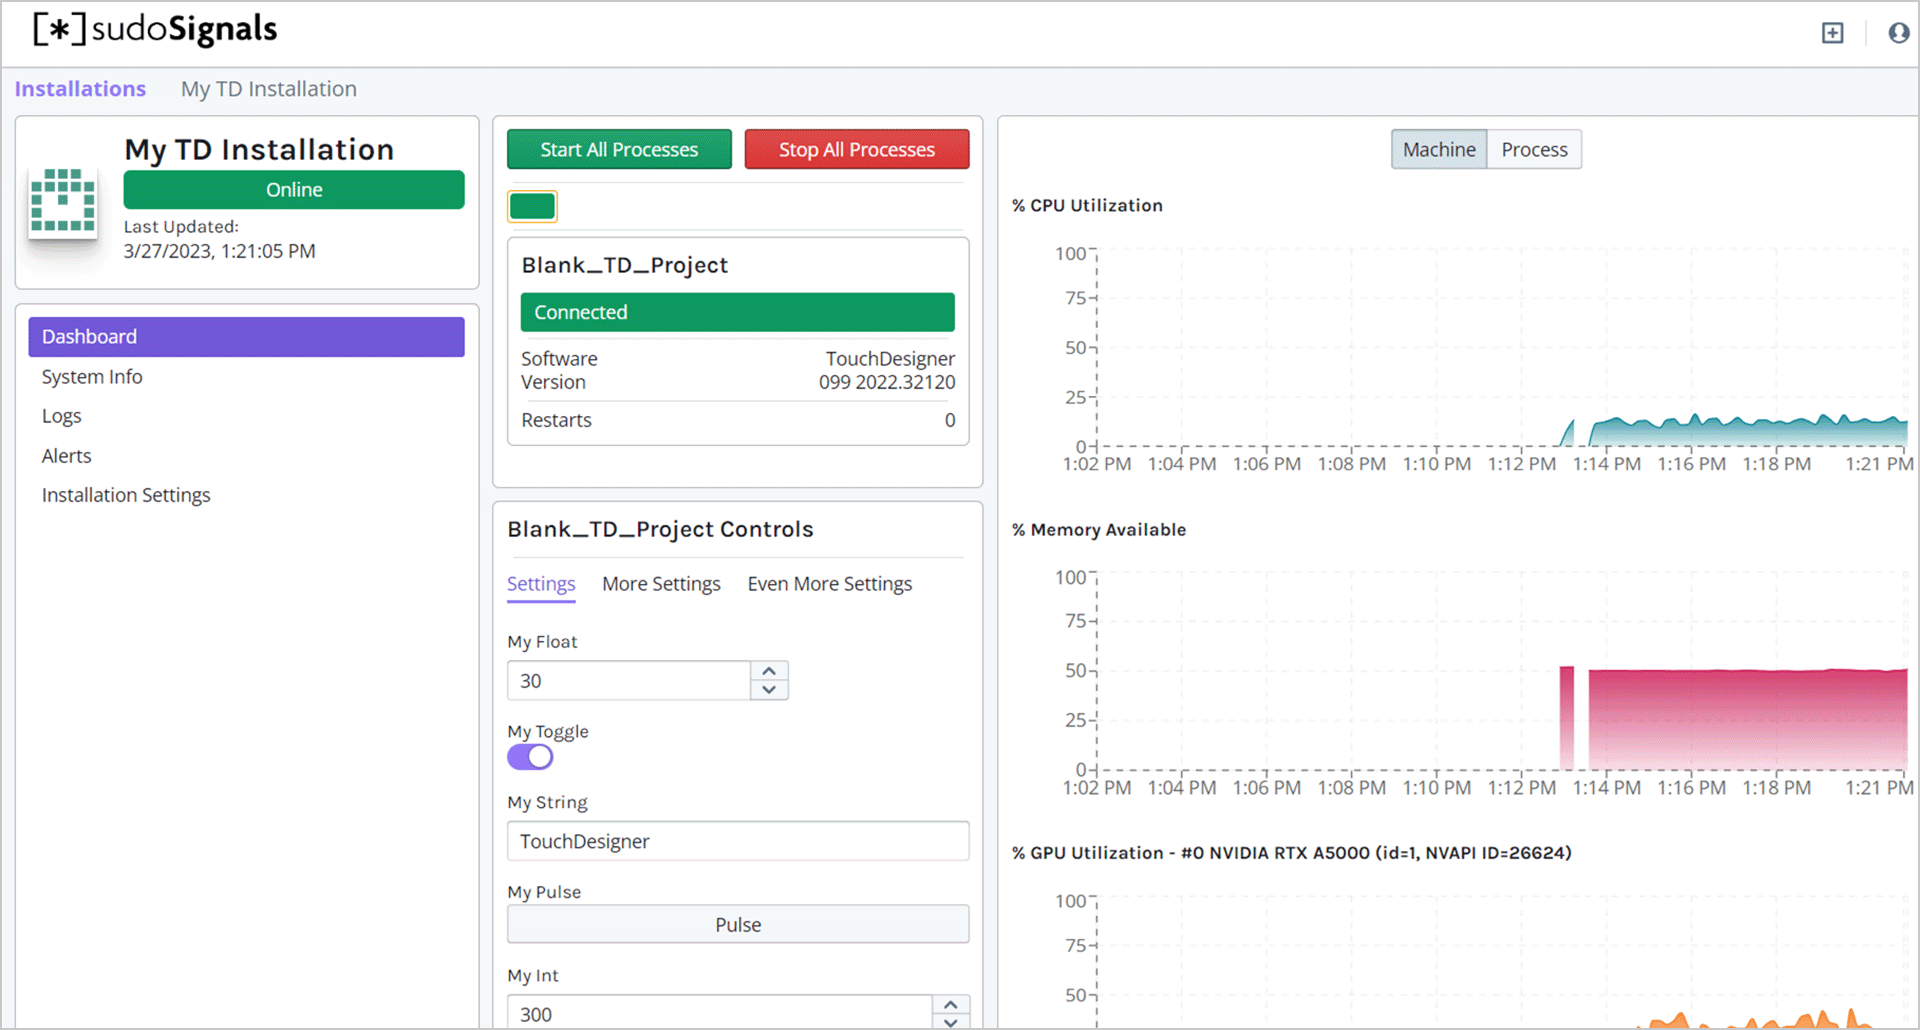 [*]sudoSignals
Installations My TD Installation
My TD Installation
Online
Last Updated:
3/27/2023, 1:21:05 PM
Dashboard
System Info
Logs
Alerts
Installation Settings
Start All Processes Stop All Processes
Blank_TD_Project
Connected
Software TouchDesigner
Version 099 2022.32120
Restarts 0
Blank_TD_Project Controls
Settings More Settings Even More Settings
My Float
30
My Toggle
My String
TouchDesigner
My Pulse
Pulse
My Int
300
Machine Process
% CPU Utilization
100
75
50
25
0
1:02 PM 1:04 PM 1:06 PM 1:08 PM 1:10 PM 1:12 PM 1:14 PM 1:16 PM 1:18 PM 1:21 PM
% Memory Available
100
75
50
25
0
1:02 PM 1:04 PM 1:06 PM 1:08 PM 1:10 PM 1:12 PM 1:14 PM 1:16 PM 1:18 PM 1:21 PM
% GPU Utilization - #0 NVIDIA RTX A5000 (id=1, NVAPI ID=26624)
100
75
50